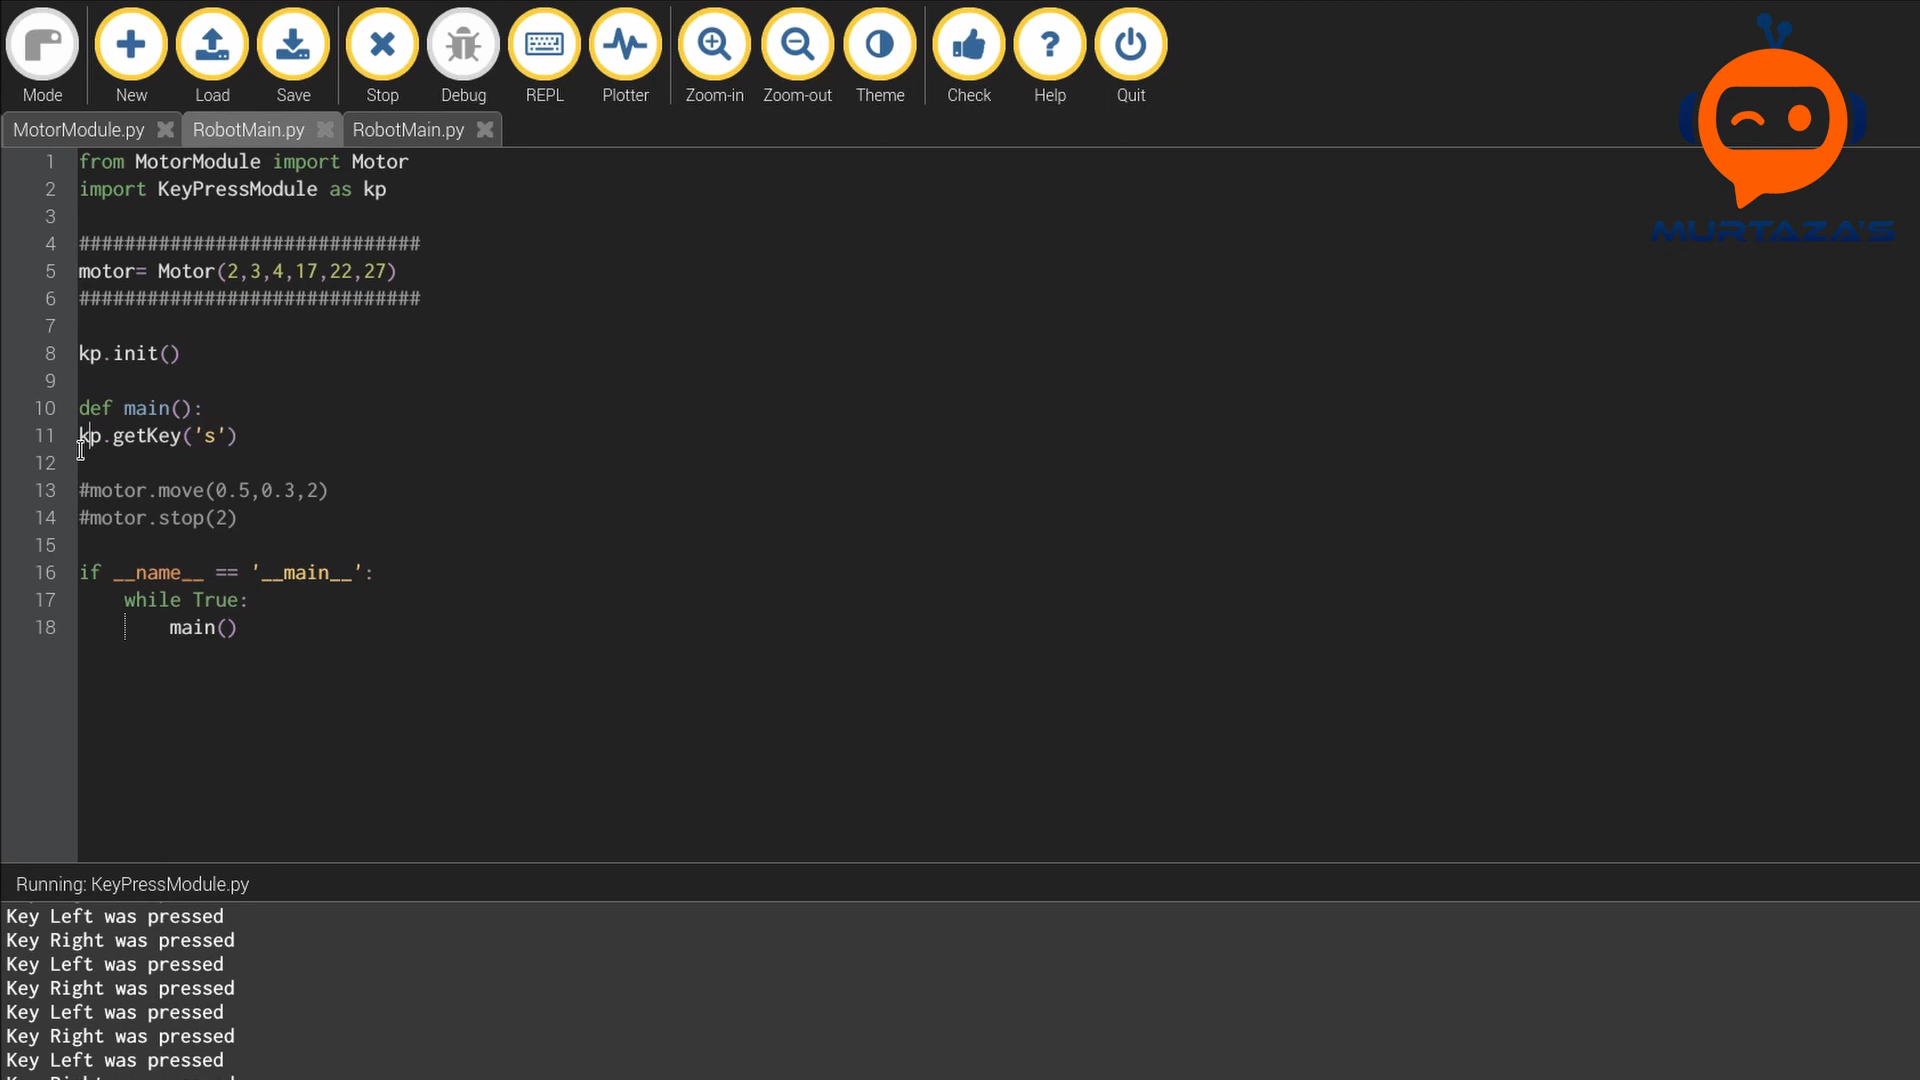 Mode
New
Load
Save
Stop
Debug
REPL
Plotter
Zoom-in
Zoom-out
Theme
Check
Help
Quit
MURTAZA'S
MotorModule.py
RobotMain.py
RobotMain.py
1 from MotorModule import Motor
2 import KeyPressModule as kp
3
4 ##############################
5 motor= Motor(2,3,4,17,22,27)
6 ##############################
7
8 kp.init()
9
10 def main():
11 kp.getKey('s')
12
13 #motor.move(0.5,0.3,2)
14 #motor.stop(2)
15
16 if __name__ == '__main__':
17     while True:
18         main()
Running: KeyPressModule.py
Key Left was pressed
Key Right was pressed
Key Left was pressed
Key Right was pressed
Key Left was pressed
Key Right was pressed
Key Left was pressed